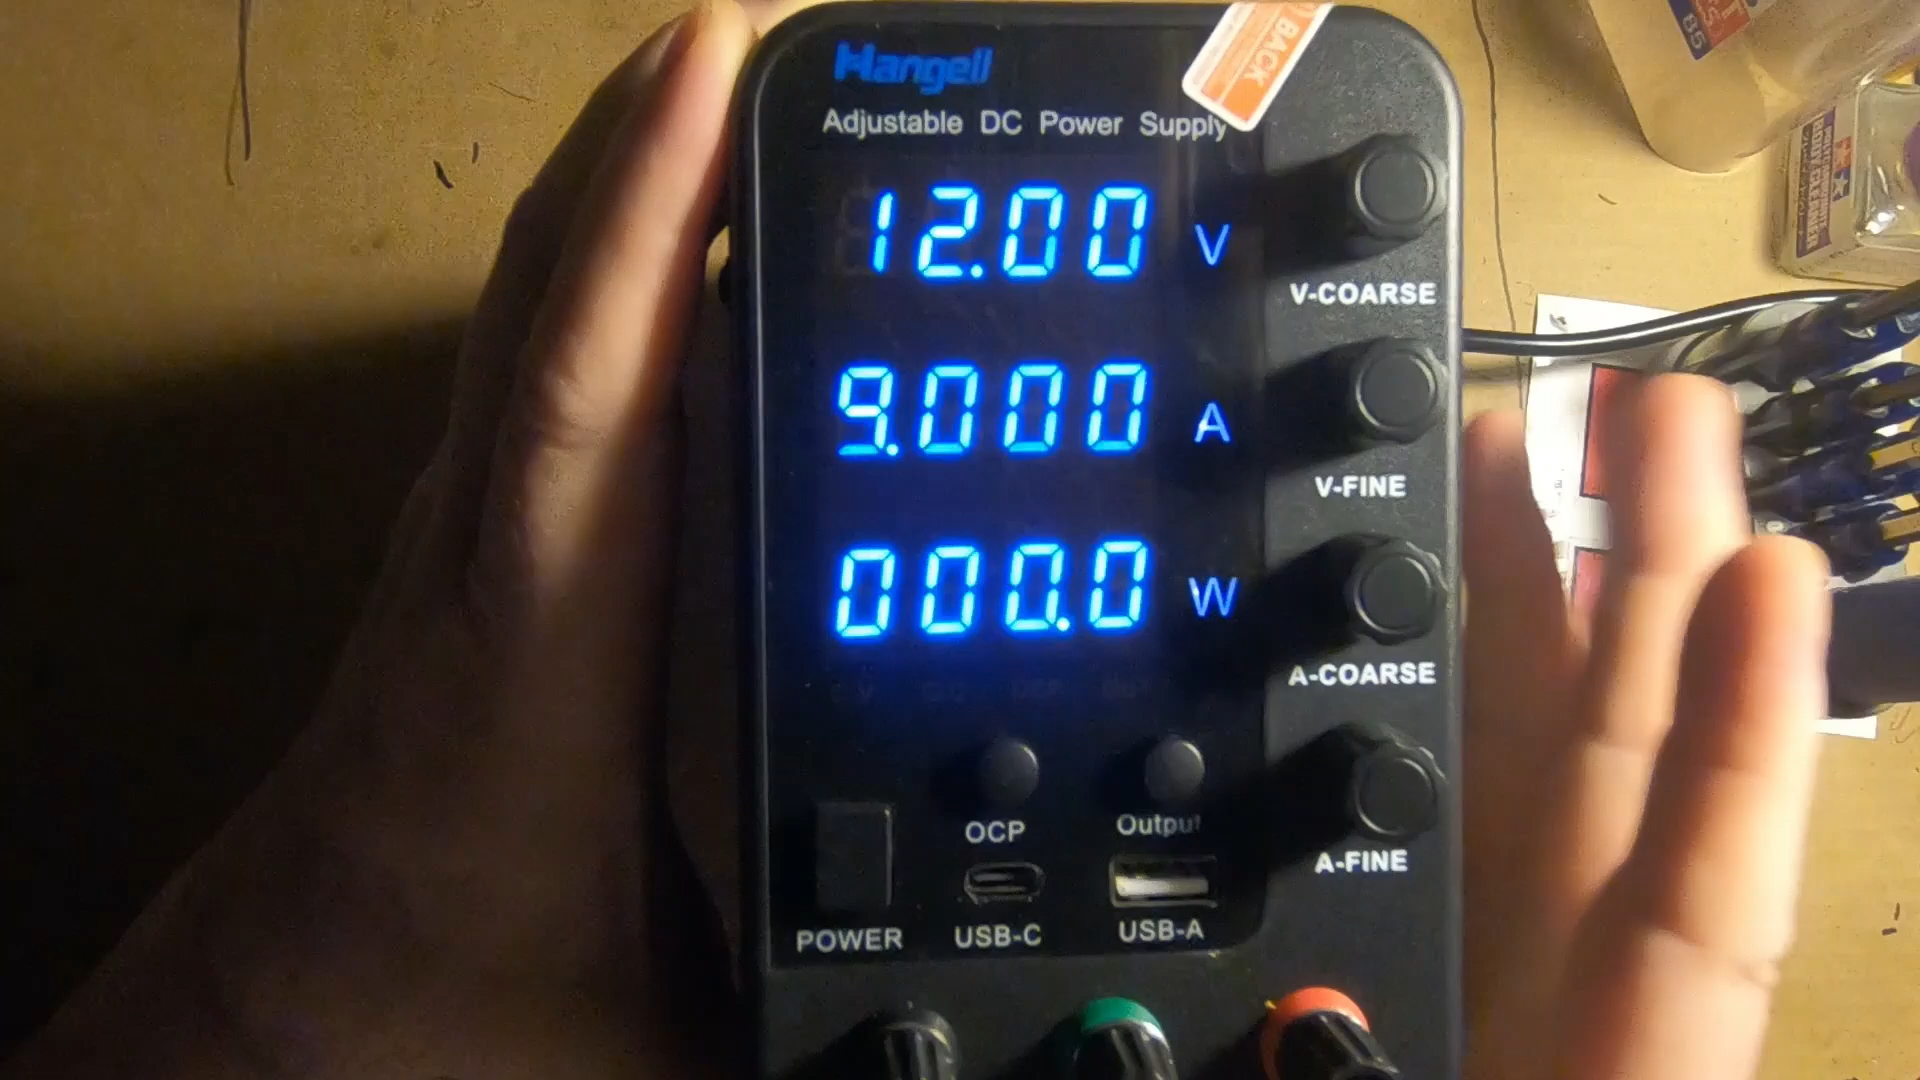 Hangell
BACK
Adjustable DC Power Supply
12.00 V
V-COARSE
9.000 A
V-FINE
000.0 W
A-COARSE
OCP
Output
A-FINE
POWER
USB-C
USB-A
85